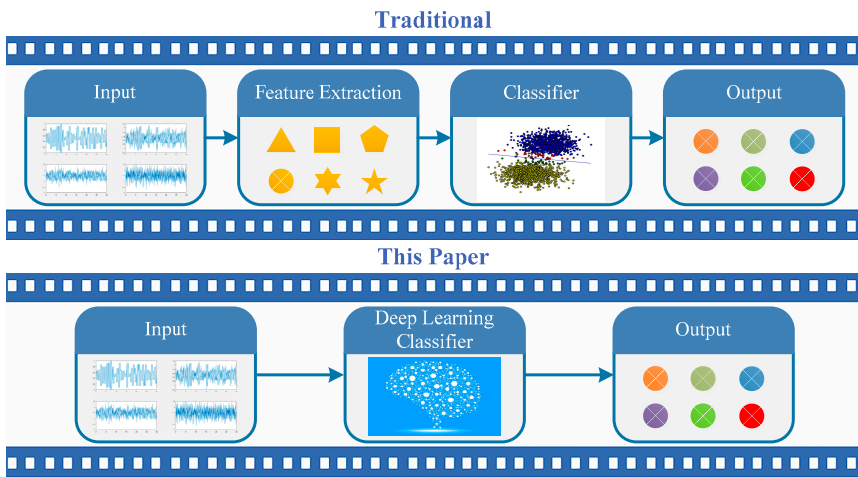 Traditional
Input
Feature Extraction
Classifier
Output
This Paper
Input
Deep Learning
Classifier
Output